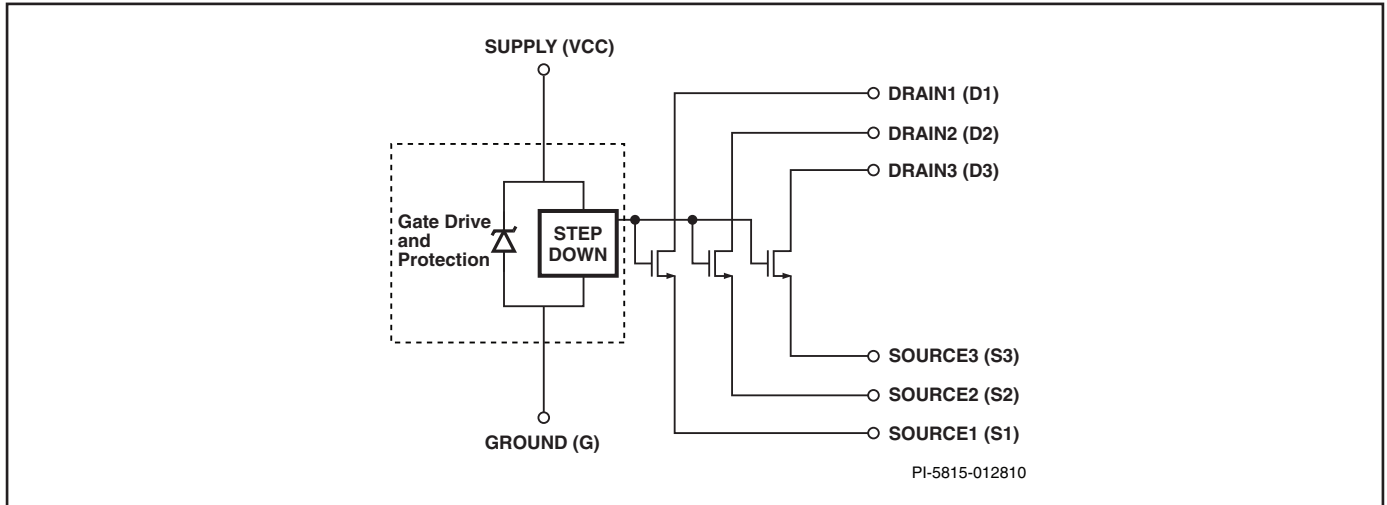 SUPPLY (VCC)
DRAIN1 (D1)
DRAIN2 (D2)
DRAIN3 (D3)
Gate Drive
and
Protection
STEP
DOWN
SOURCE3 (S3)
SOURCE2 (S2)
SOURCE1 (S1)
GROUND (G)
PI-5815-012810